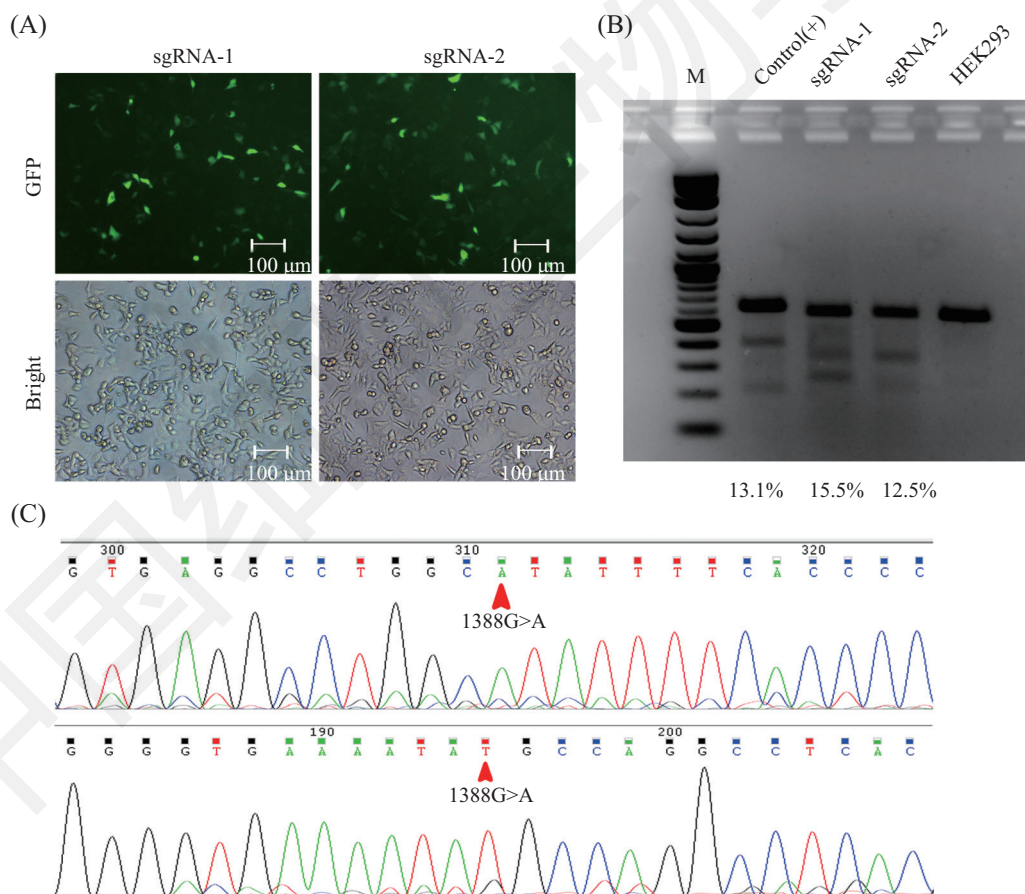 (A)
sgRNA-1 sgRNA-2
GFP
100 μm 100 μm
Bright
100 μm 100 μm
(B)
M Control(+) sgRNA-1 sgRNA-2 HEK293
13.1% 15.5% 12.5%
(C)
300 310 320
G T G A G G C C T G G C A T A T T T T C A C C C C
1388G>A
190 200
G G G G T G A A A A T A T G C C A G G C C T C A C
1388G>A